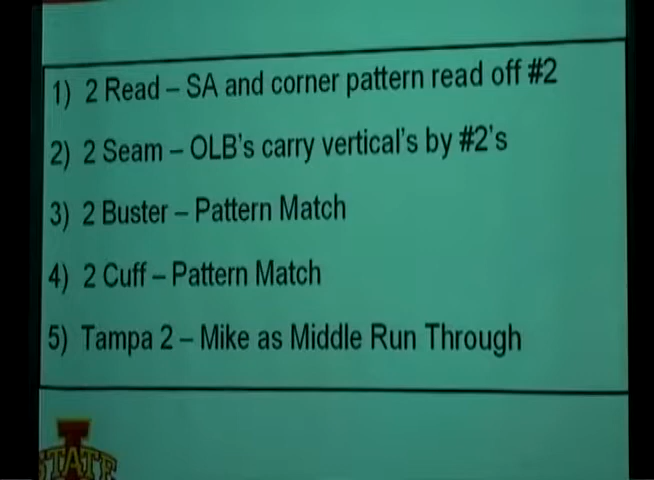 1) 2 Read – SA and corner pattern read off #2
2) 2 Seam – OLB's carry vertical's by #2's
3) 2 Buster – Pattern Match
4) 2 Cuff – Pattern Match
5) Tampa 2 – Mike as Middle Run Through
I
STATE